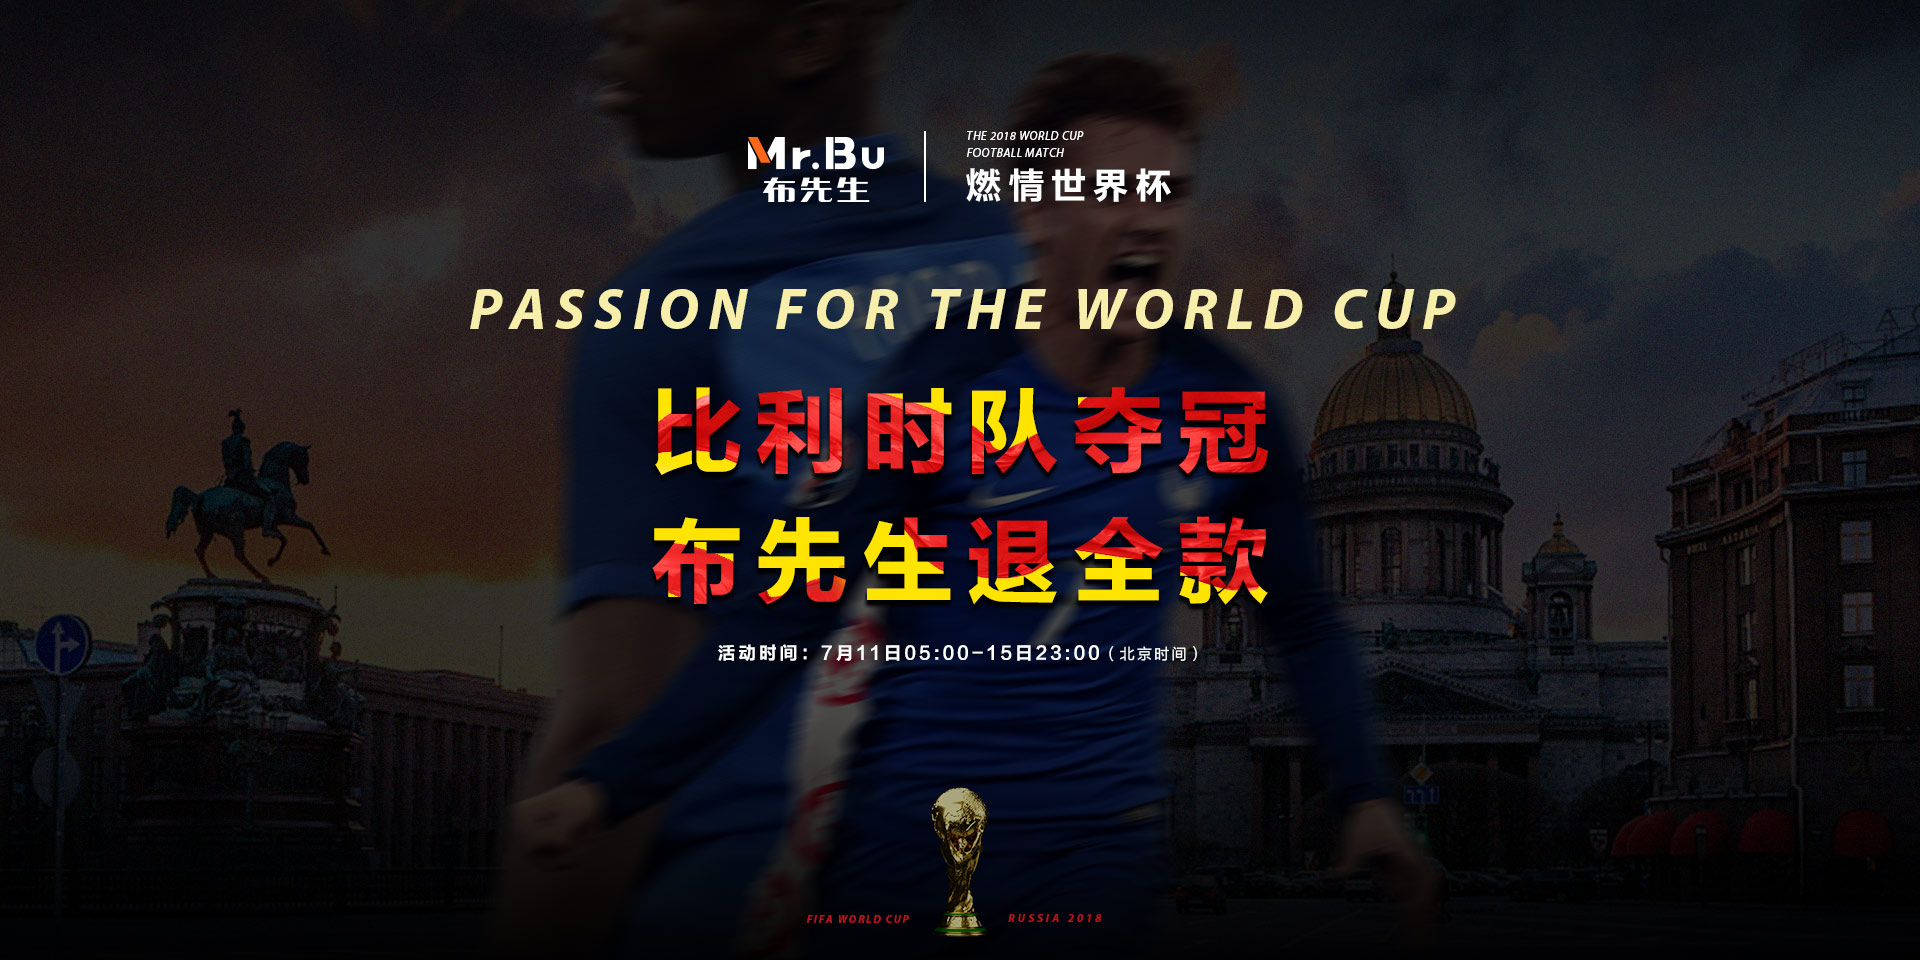 Mr.Bu
布先生
THE 2018 WORLD CUP
FOOTBALL MATCH
燃情世界杯
PASSION FOR THE WORLD CUP
比利时队夺冠
布先生退全款
活动时间：7月11日05:00-15日23:00（北京时间）
FIFA WORLD CUP
RUSSIA 2018